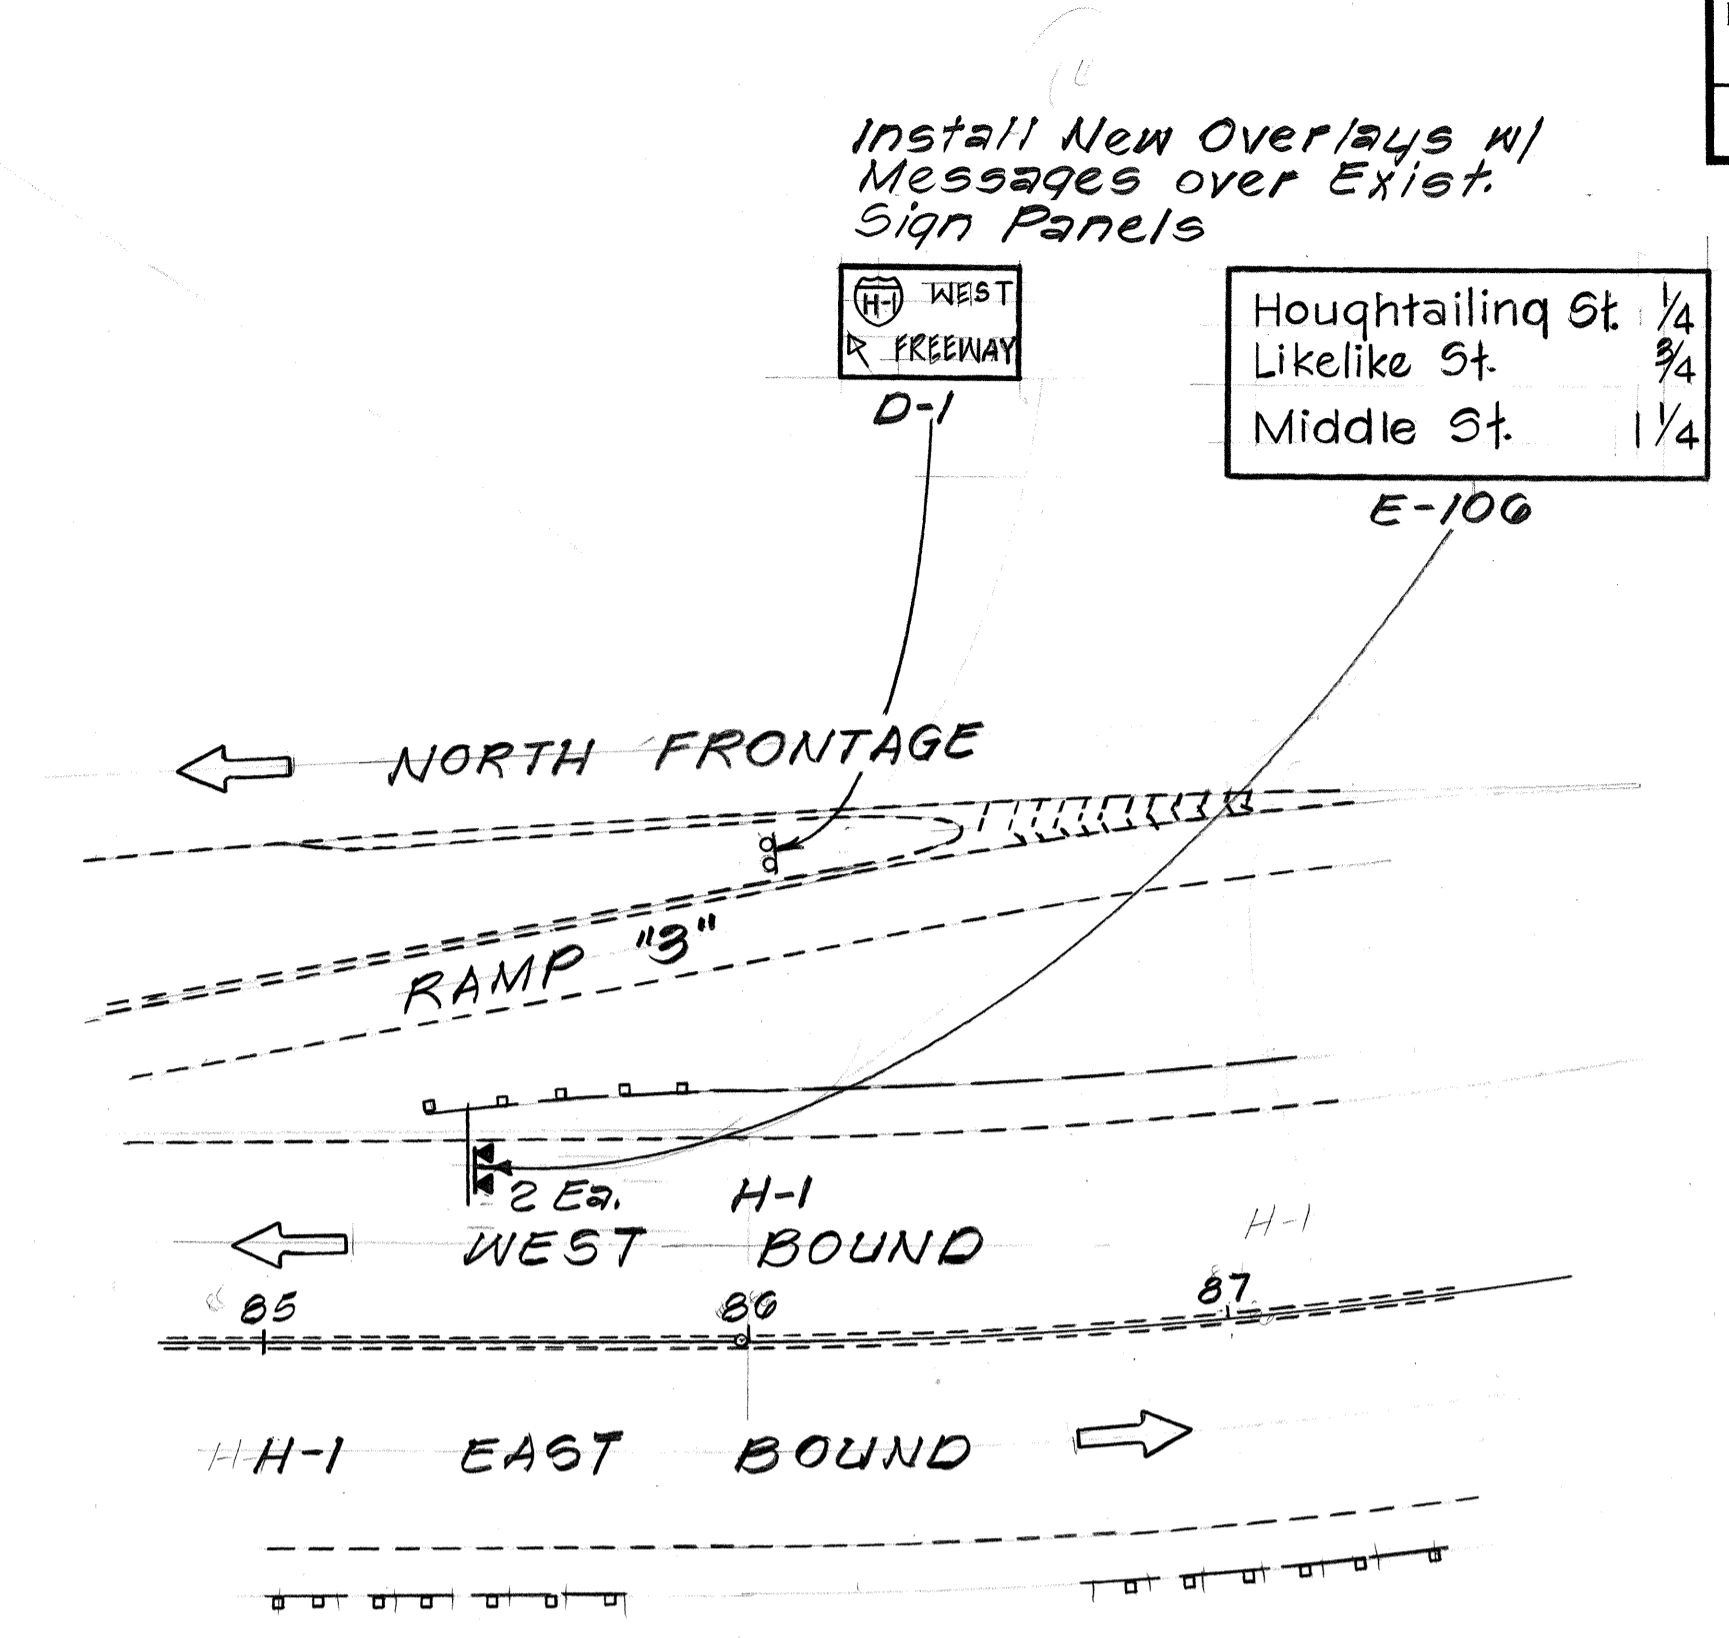 Install New Overlays w/
Messages over Exist.
Sign Panels
H-1 WEST
FREEWAY
D-1
Houghtailing St. 1/4
Likelike St. 3/4
Middle St. 1 1/4
E-106
NORTH FRONTAGE
RAMP "3"
2 Ea.
H-1
WEST BOUND
H-1
85
86
87
H-1 EAST BOUND